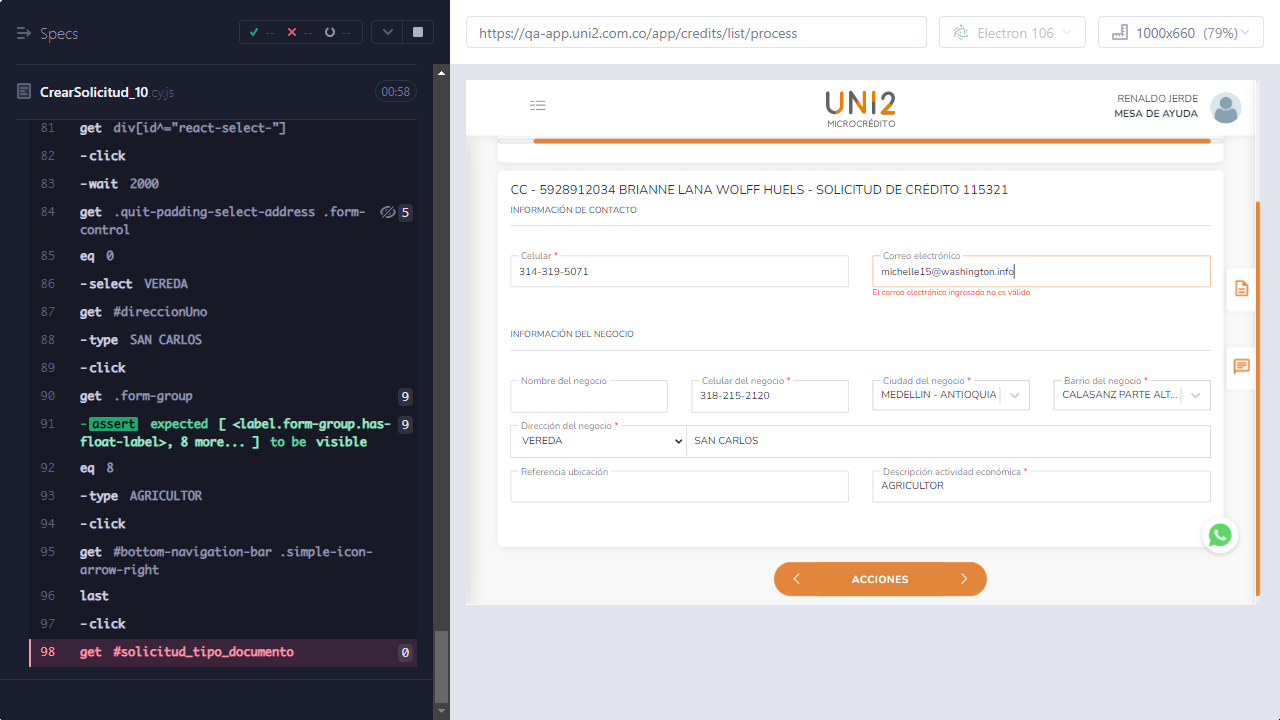 Specs
-- -- --
CrearSolicitud_10.cy.js 00:58
81 get div[id^="react-select-"]
82 -click
83 -wait 2000
84 get .quit-padding-select-address .form-control 5
85 eq 0
86 -select VEREDA
87 get #direccionUno
88 -type SAN CARLOS
89 -click
90 get .form-group 9
91 -assert expected [ <label.form-group.has-float-label>, 8 more... ] to be visible 9
92 eq 8
93 -type AGRICULTOR
94 -click
95 get #bottom-navigation-bar .simple-icon-arrow-right
96 last
97 -click
98 get #solicitud_tipo_documento 0
https://qa-app.uni2.com.co/app/credits/list/process
Electron 106
1000x660 (79%)
UNI2
MICROCRÉDITO
RENALDO JERDE
MESA DE AYUDA
CC - 5928912034 BRIANNE LANA WOLFF HUELS - SOLICITUD DE CRÉDITO 115321
INFORMACIÓN DE CONTACTO
Celular *
314-319-5071
Correo electrónico
michelle15@washington.info
El correo electrónico ingresado no es válido
INFORMACIÓN DEL NEGOCIO
Nombre del negocio
Celular del negocio *
318-215-2120
Ciudad del negocio *
MEDELLIN - ANTIOQUIA
Barrio del negocio *
CALASANZ PARTE ALT...
Dirección del negocio *
VEREDA
SAN CARLOS
Referencia ubicación
Descripción actividad económica *
AGRICULTOR
ACCIONES